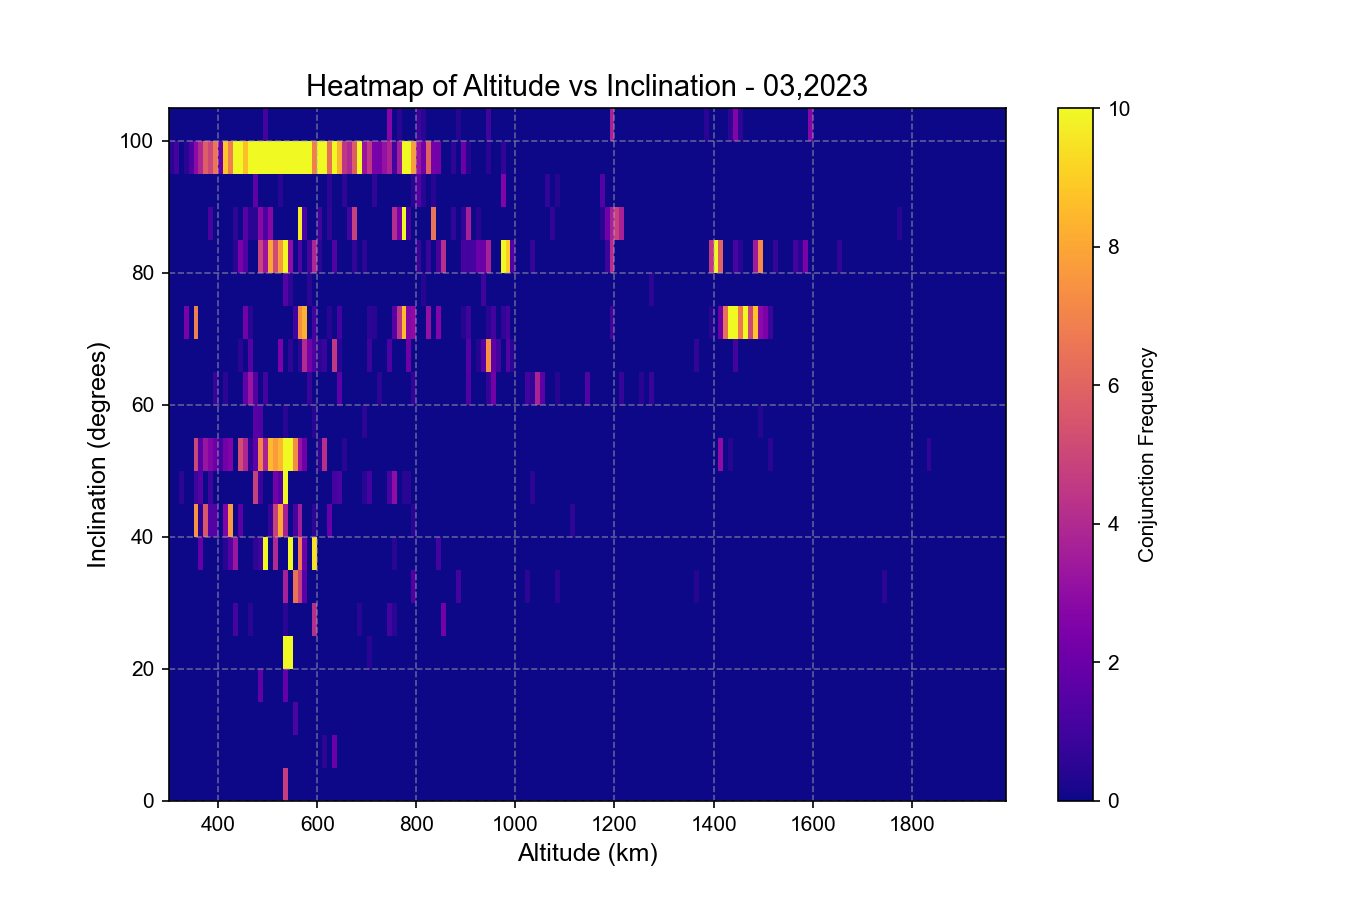 Heatmap of Altitude vs Inclination - 03,2023
100
80
60
40
20
0
Inclination (degrees)
400 600 800 1000 1200 1400 1600 1800
Altitude (km)
10
8
6
4
2
0
Conjunction Frequency